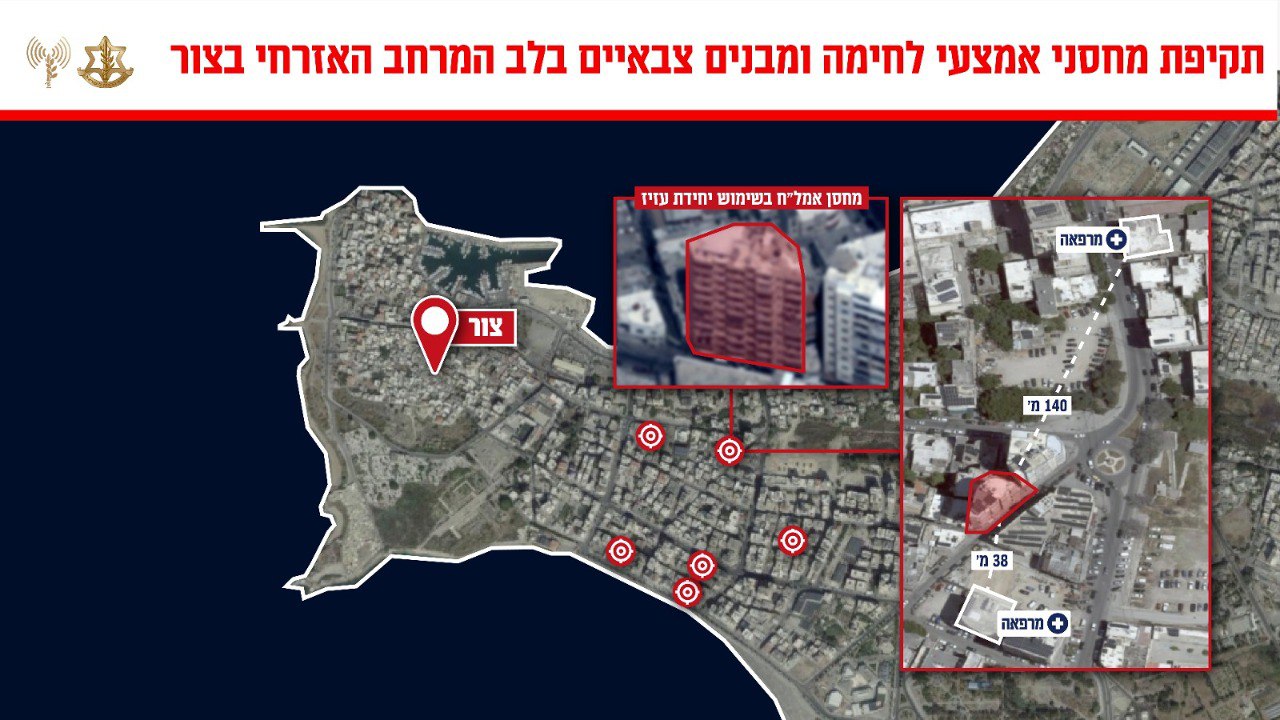 תקיפת מחסני אמצעי לחימה ומבנים צבאיים בלב המרחב האזרחי בצור
מחסן אמל"ח בשימוש יחידת עזיז
מרפאה
צור
140 מ'
38 מ'
מרפאה